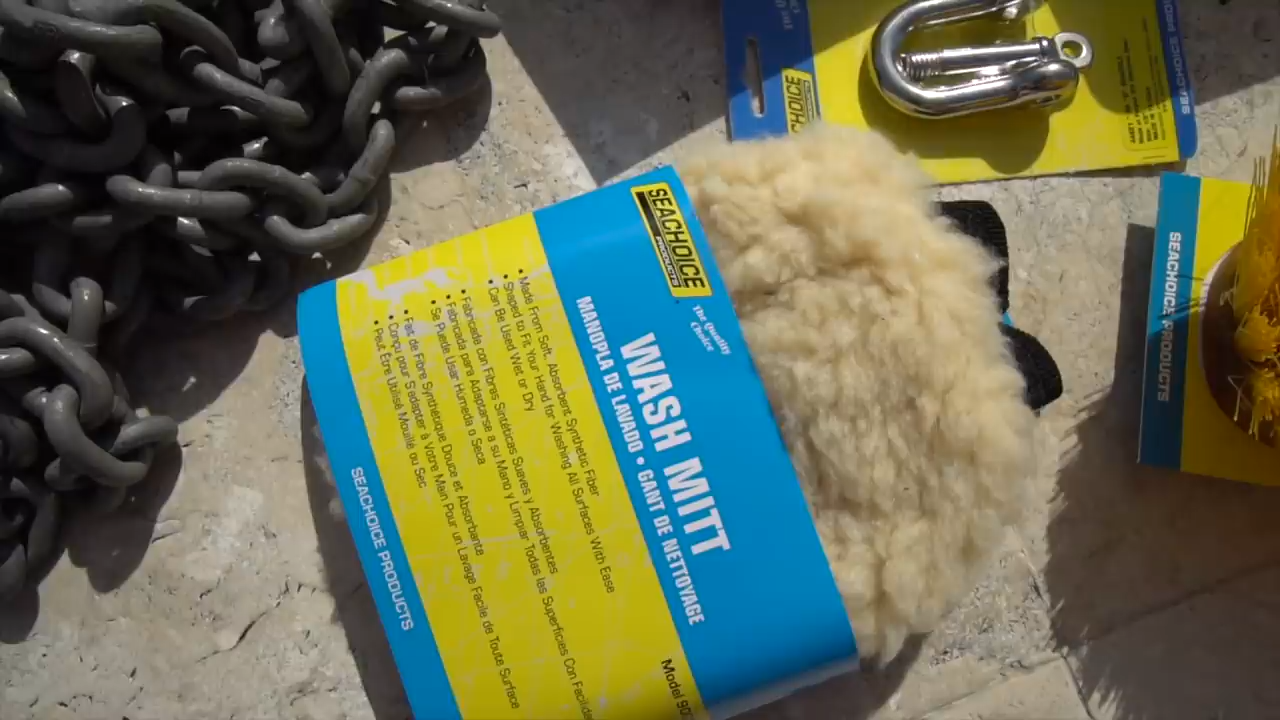 SEACHOICE
PRODUCTS
The Quality
Choice
WASH MITT
MANOPLA DE LAVADO • GANT DE NETTOYAGE
• Made From Soft, Absorbent Synthetic Fiber
• Shaped to Fit Your Hand for Washing All Surfaces With Ease
• Can Be Used Wet or Dry
• Fabricada con Fibras Sintéticas Suaves y Absorbentes
• Fabricada para Adaptarse a su Mano y Limpiar Todas las Superficies Con Facilidad
• Se Puede Usar Humeda o Seca
• Fait de Fibre Synthétique Douce et Absorbante
• Conçu pour S'adapter à Votre Main Pour un Lavage Facile de Toute Surface
• Peut Être Utilisé Mouillé ou Sec
Model 90
SEACHOICE PRODUCTS
CHOICE
SEACHOICE PRO
SEACHOICE PRODUCTS